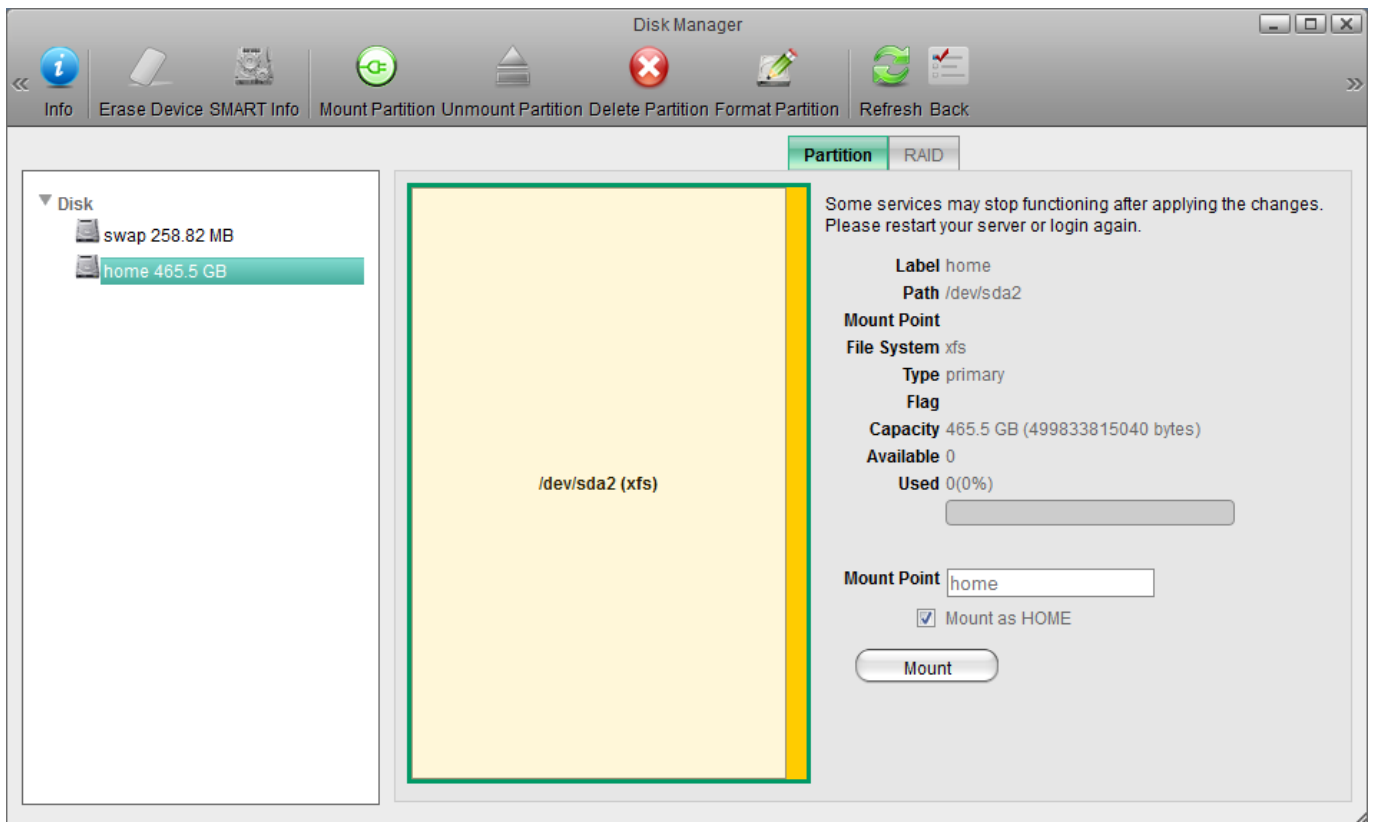 Disk Manager
Info Erase Device SMART Info Mount Partition Unmount Partition Delete Partition Format Partition Refresh Back
Partition RAID
Disk
swap 258.82 MB
home 465.5 GB
/dev/sda2 (xfs)
Some services may stop functioning after applying the changes.
Please restart your server or login again.
Label home
Path /dev/sda2
Mount Point
File System xfs
Type primary
Flag
Capacity 465.5 GB (499833815040 bytes)
Available 0
Used 0(0%)
Mount Point home
Mount as HOME
Mount